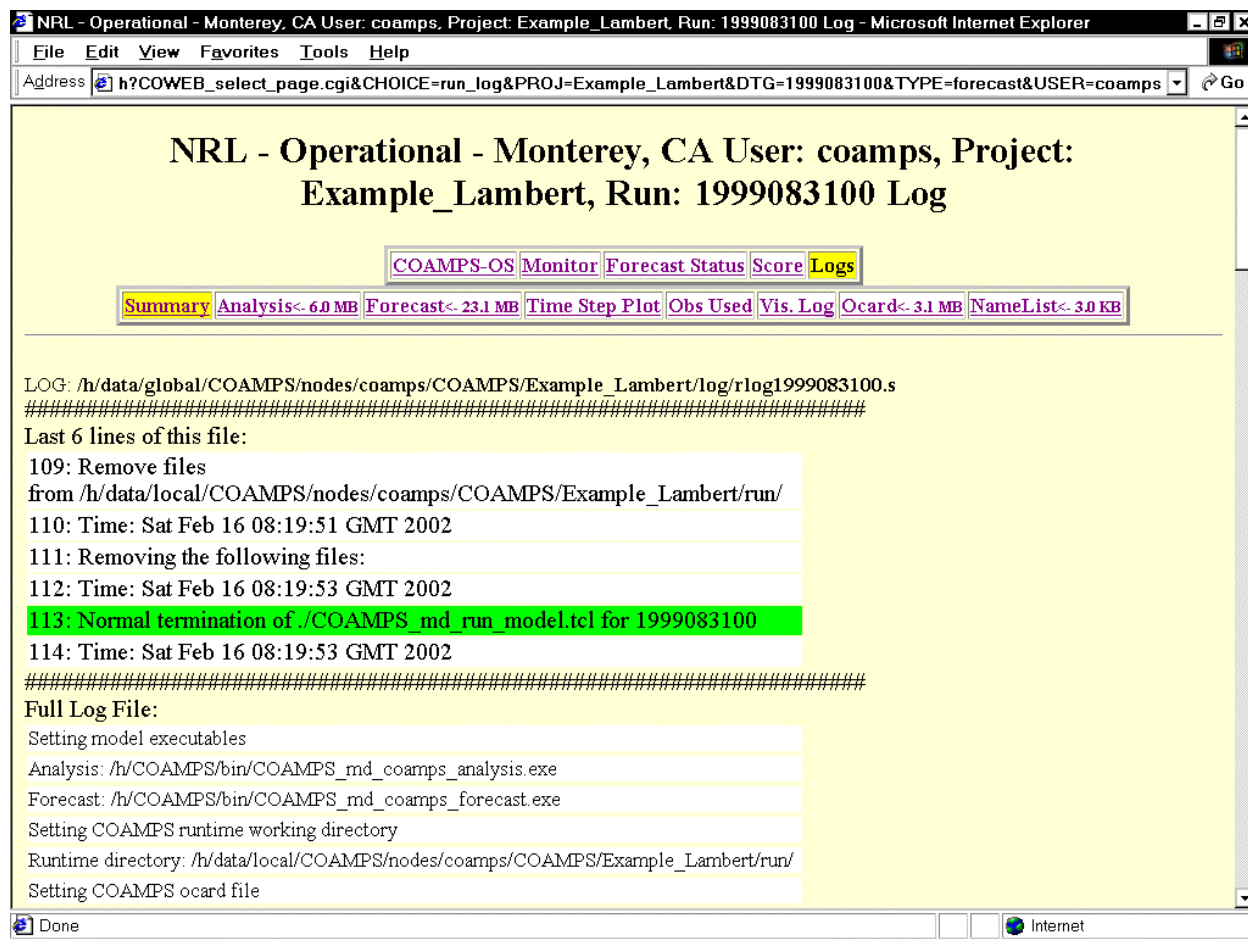 NRL - Operational - Monterey, CA User: coamps, Project: Example_Lambert, Run: 1999083100 Log - Microsoft Internet Explorer
File Edit View Favorites Tools Help
Address h?COWEB_select_page.cgi&CHOICE=run_log&PROJ=Example_Lambert&DTG=1999083100&TYPE=forecast&USER=coamps Go
NRL - Operational - Monterey, CA User: coamps, Project:
Example_Lambert, Run: 1999083100 Log
COAMPS-OS Monitor Forecast Status Score Logs
Summary Analysis<- 6.0 MB Forecast<- 23.1 MB Time Step Plot Obs Used Vis. Log Ocard<- 3.1 MB NameList<- 3.0 KB
LOG: /h/data/global/COAMPS/nodes/coamps/COAMPS/Example_Lambert/log/rlog1999083100.s
######################################################################
Last 6 lines of this file:
109: Remove files
from /h/data/local/COAMPS/nodes/coamps/COAMPS/Example_Lambert/run/
110: Time: Sat Feb 16 08:19:51 GMT 2002
111: Removing the following files:
112: Time: Sat Feb 16 08:19:53 GMT 2002
113: Normal termination of ./COAMPS_md_run_model.tcl for 1999083100
114: Time: Sat Feb 16 08:19:53 GMT 2002
######################################################################
Full Log File:
Setting model executables
Analysis: /h/COAMPS/bin/COAMPS_md_coamps_analysis.exe
Forecast: /h/COAMPS/bin/COAMPS_md_coamps_forecast.exe
Setting COAMPS runtime working directory
Runtime directory: /h/data/local/COAMPS/nodes/coamps/COAMPS/Example_Lambert/run/
Setting COAMPS ocard file
Done Internet